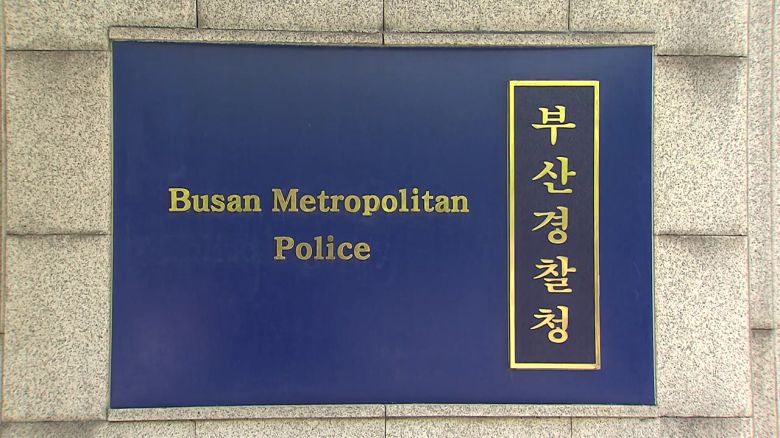 Busan Metropolitan
Police
부산경찰청